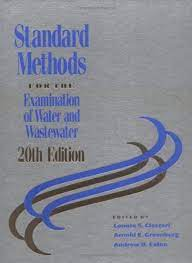 Standard
Methods
FOR THE
Examination
of Water and
Wastewater
20th Edition
EDITED BY
Lenore S. Clesceri
Arnold E. Greenberg
Andrew D. Eaton